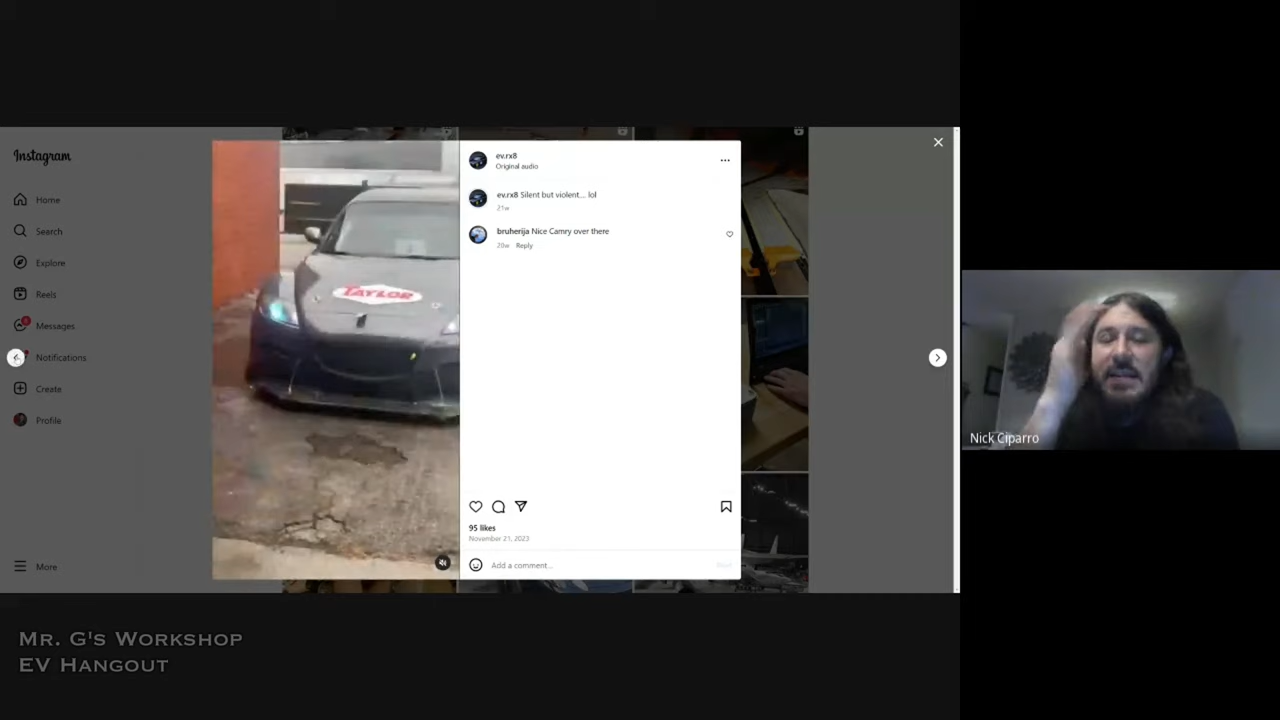 Instagram
Home
Search
Explore
Reels
Messages
Notifications
Create
Profile
More
TAYLOR
ev.rx8
Original audio
ev.rx8 Silent but violent... lol
21w
bruherija Nice Camry over there
20w Reply
95 likes
November 21, 2023
Add a comment...
Nick Ciparro
MR. G'S WORKSHOP
EV HANGOUT